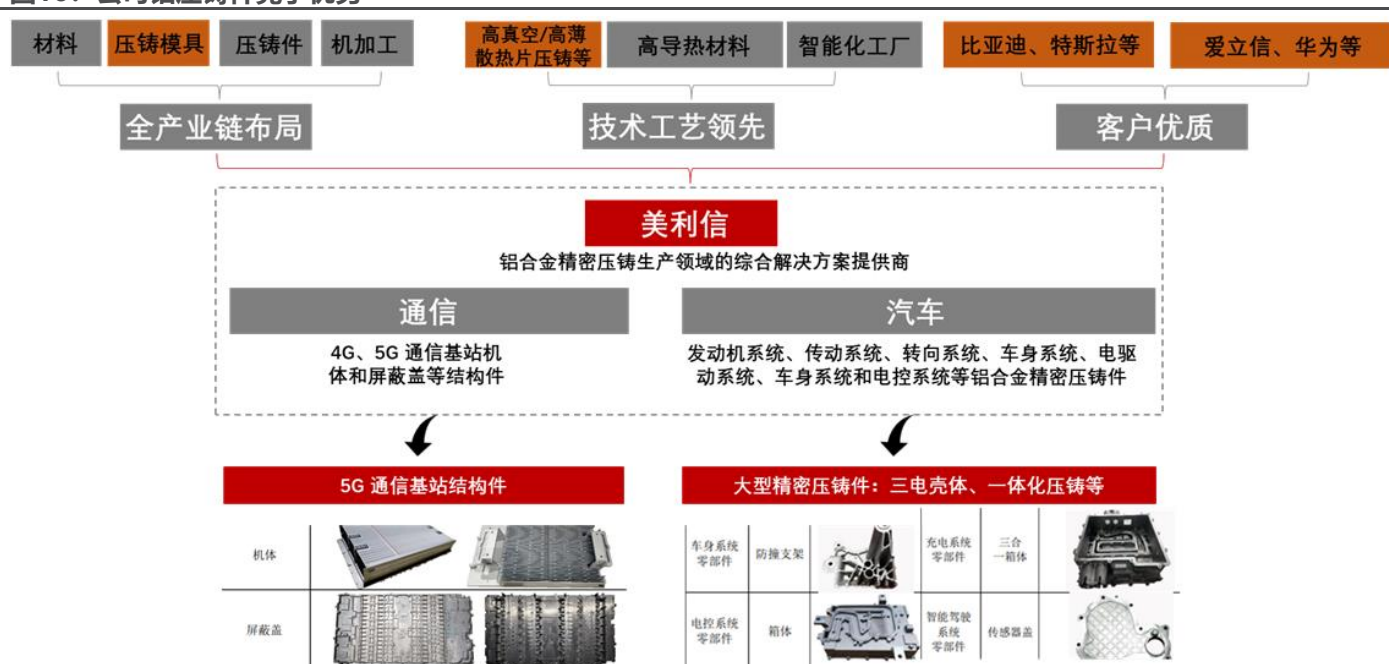 材料
压铸模具
压铸件
机加工
高真空/高薄
散热片压铸等
高导热材料
智能化工厂
比亚迪、特斯拉等
爱立信、华为等
全产业链布局
技术工艺领先
客户优质
美利信
铝合金精密压铸生产领域的综合解决方案提供商
通信
汽车
4G、5G 通信基站机
体和屏蔽盖等结构件
发动机系统、传动系统、转向系统、车身系统、电驱
动系统、车身系统和电控系统等铝合金精密压铸件
5G 通信基站结构件
大型精密压铸件：三电壳体、一体化压铸等
机体
屏蔽盖
车身系统
零部件
防撞支架
充电系统
零部件
三合
一箱体
电控系统
零部件
箱体
智能驾驶
系统
零部件
传感器盖